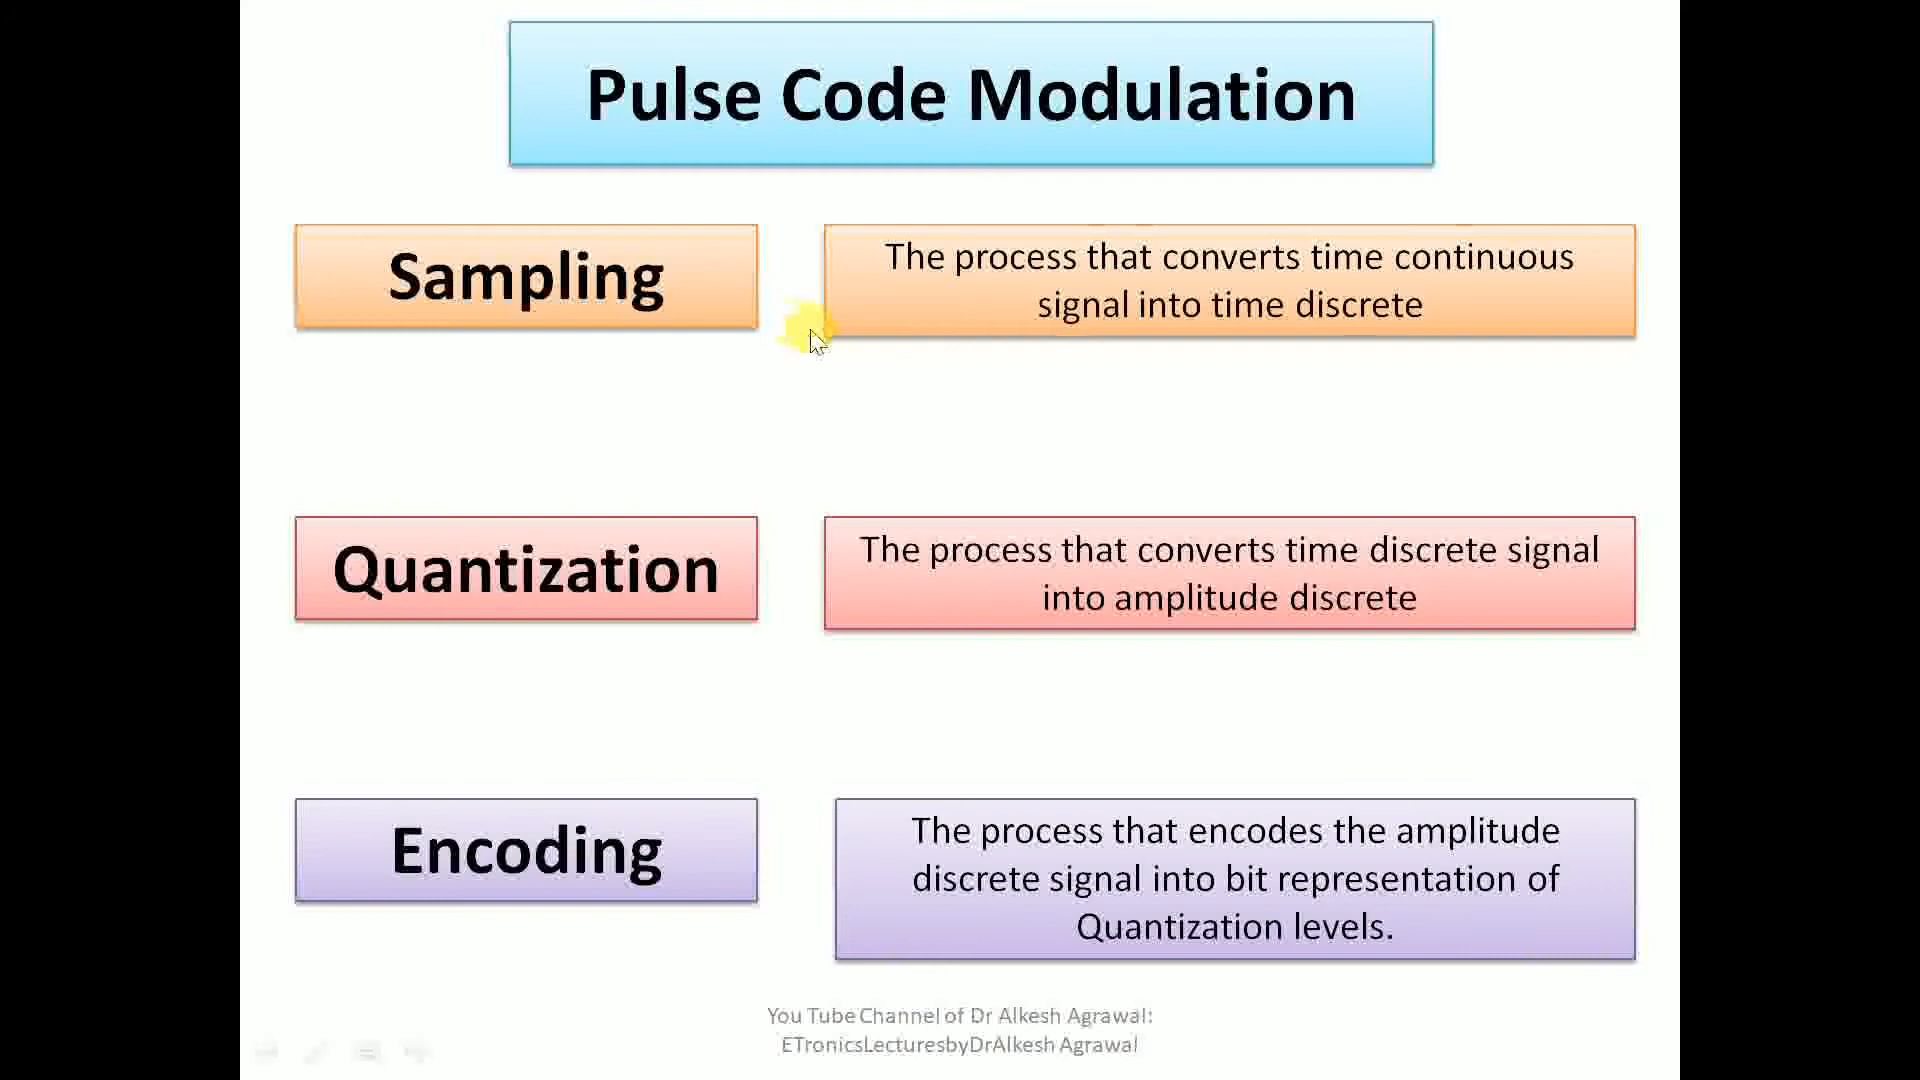 Pulse Code Modulation
Sampling
The process that converts time continuous
signal into time discrete
Quantization
The process that converts time discrete signal
into amplitude discrete
Encoding
The process that encodes the amplitude
discrete signal into bit representation of
Quantization levels.
You Tube Channel of Dr Alkesh Agrawal:
ETronicsLecturesbyDrAlkesh Agrawal